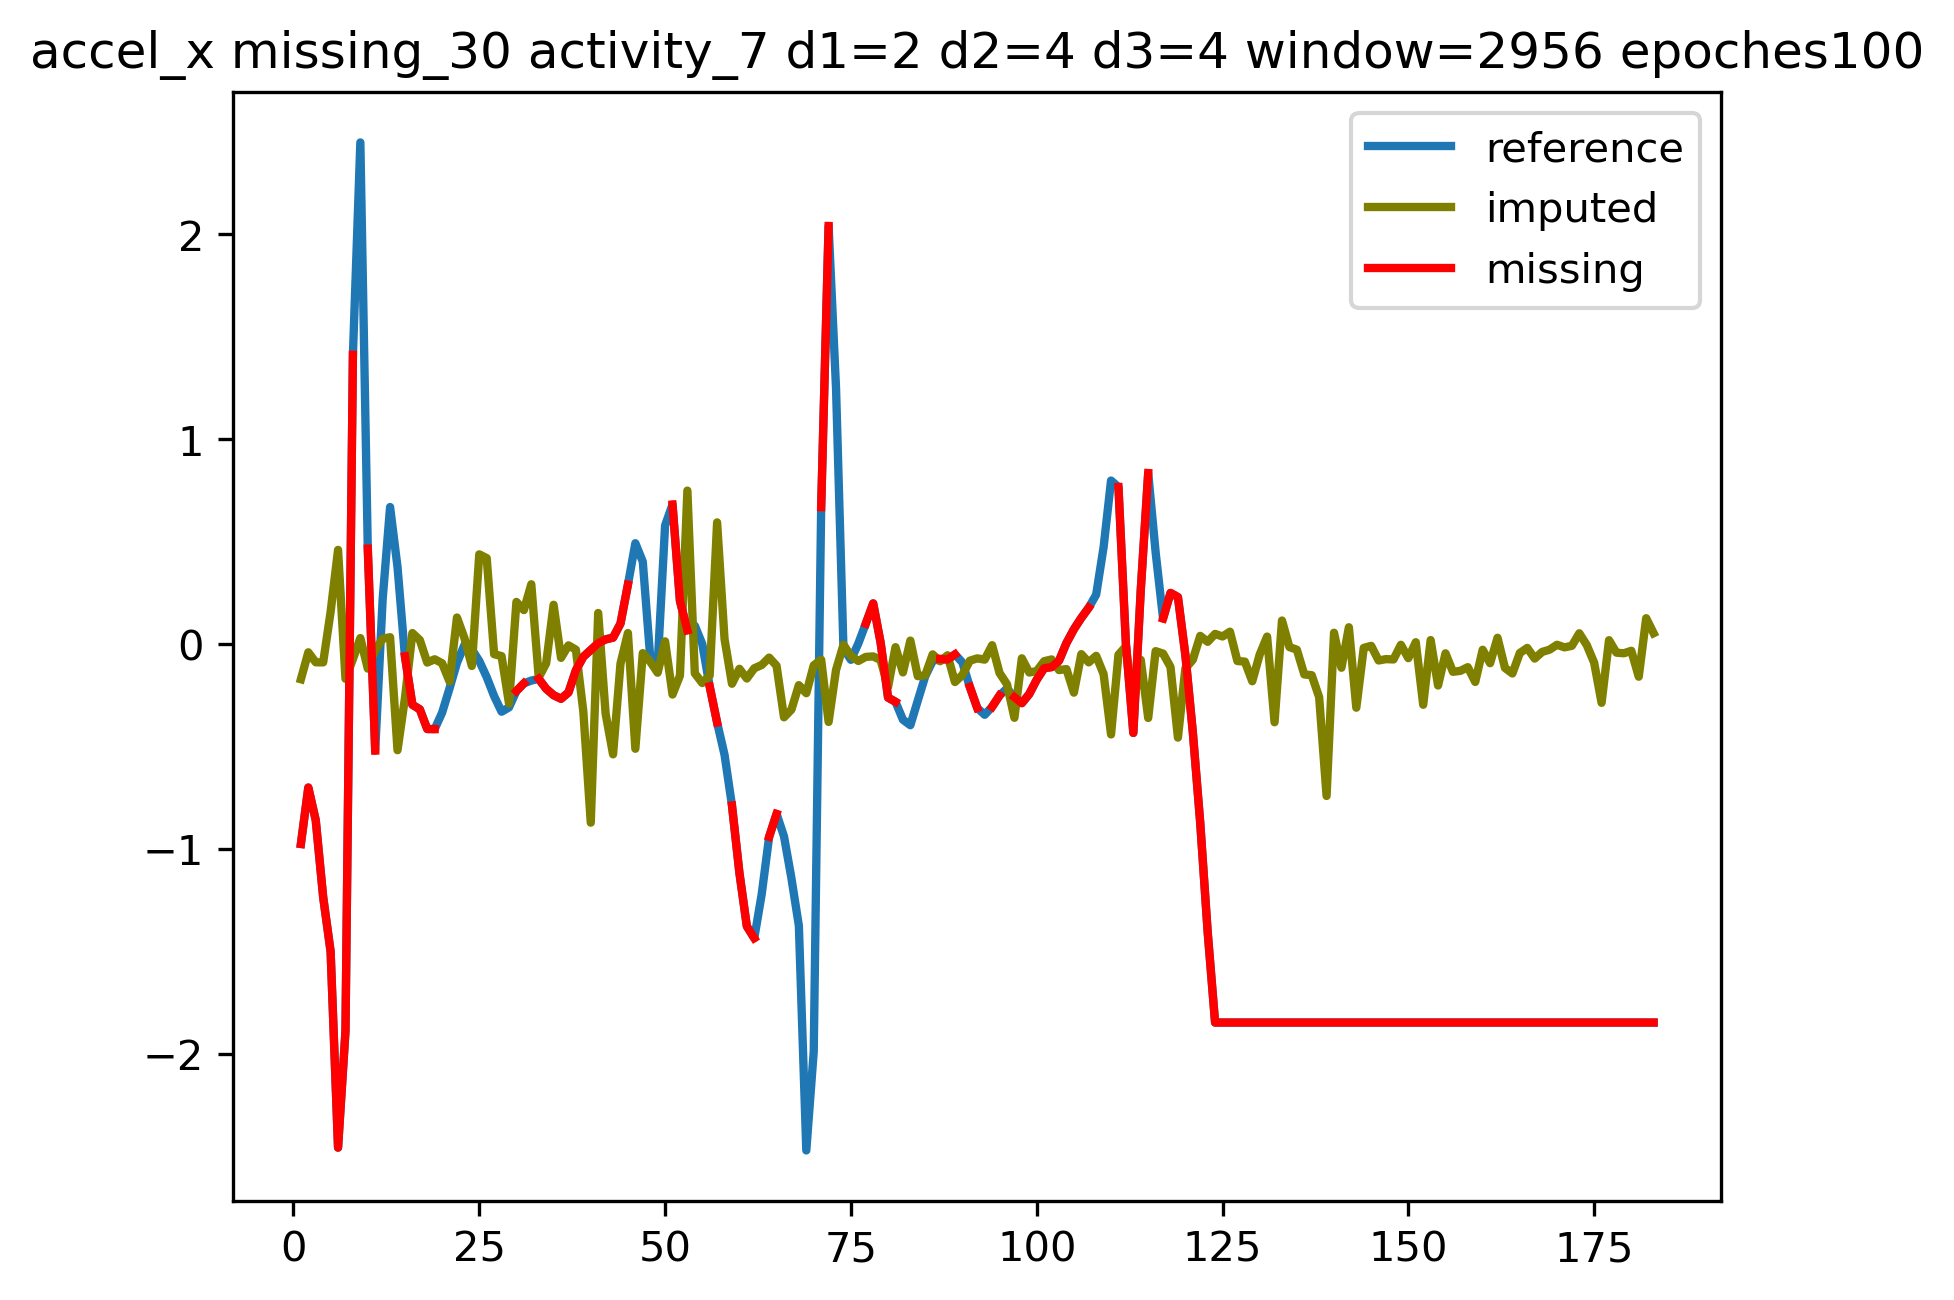 accel_x missing_30 activity_7 d1=2 d2=4 d3=4 window=2956 epoches100
reference
imputed
missing
2
1
0
−1
−2
0 25 50 75 100 125 150 175